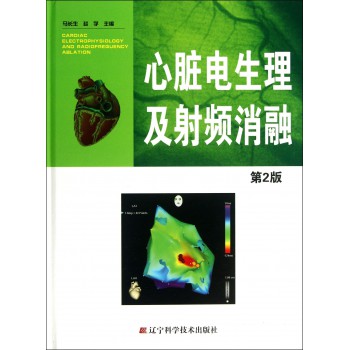 马长生 赵学 主编
CARDIAC
ELECTROPHYSIOLOGY
AND RADIOFREQUENCY
ABLATION
心脏电生理
及射频消融
第2版
辽宁科学技术出版社